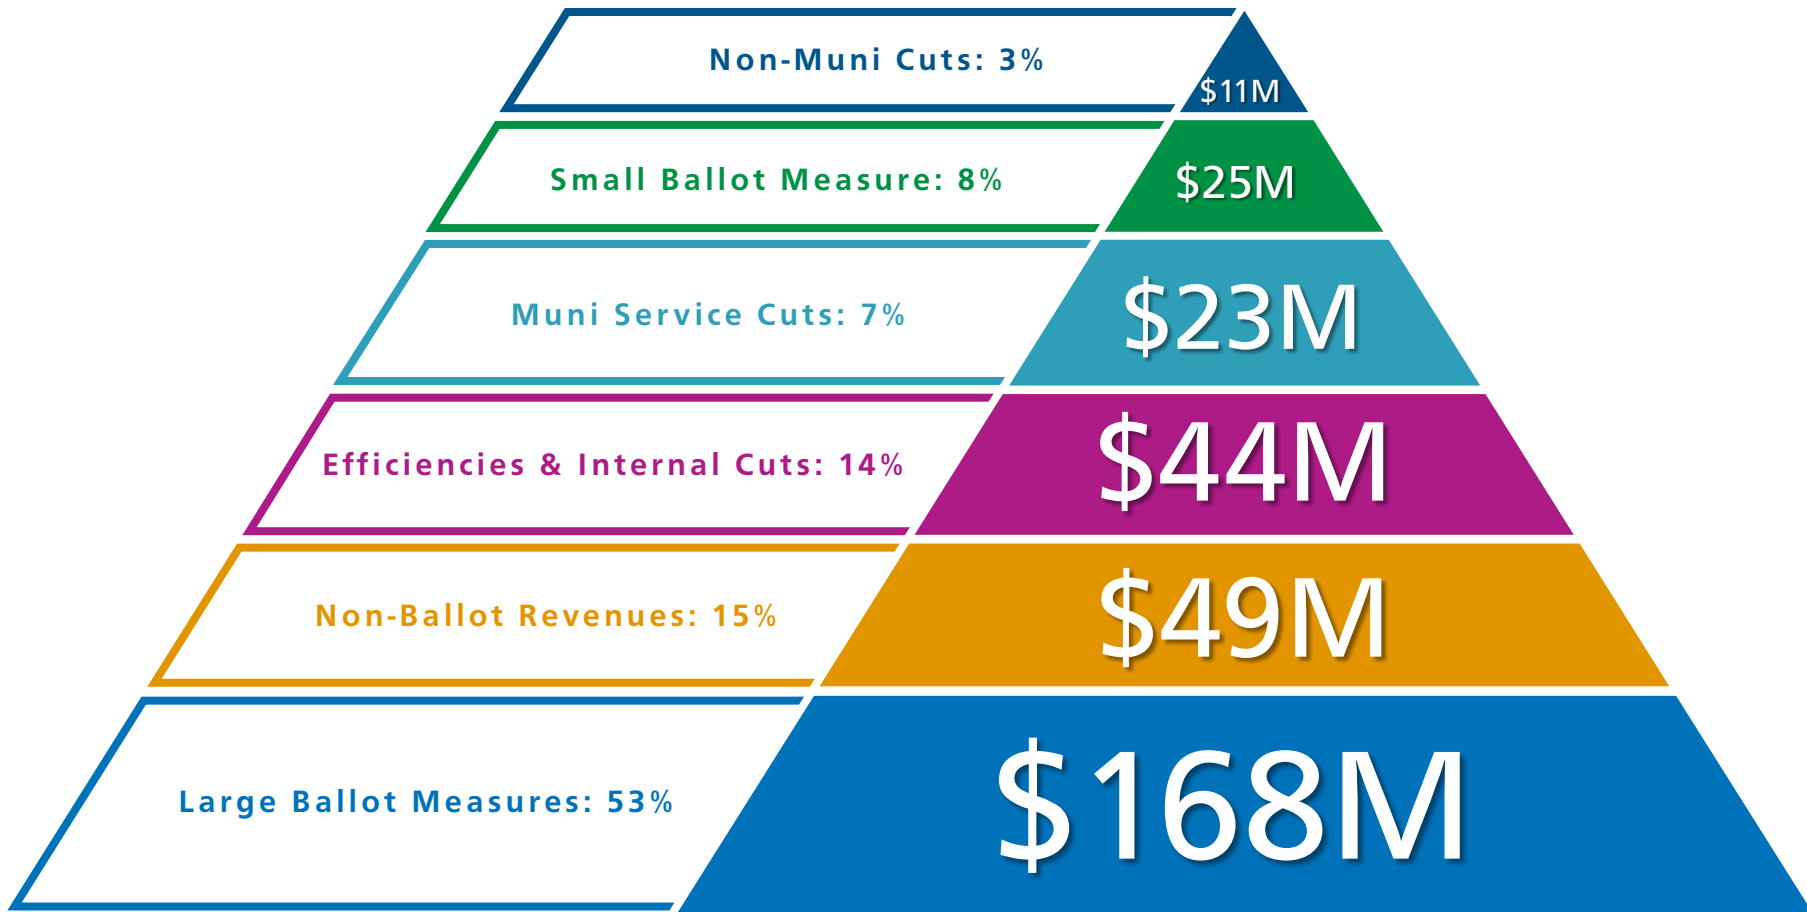 Non-Muni Cuts: 3%
$11M
Small Ballot Measure: 8%
$25M
Muni Service Cuts: 7%
$23M
Efficiencies & Internal Cuts: 14%
$44M
Non-Ballot Revenues: 15%
$49M
Large Ballot Measures: 53%
$168M